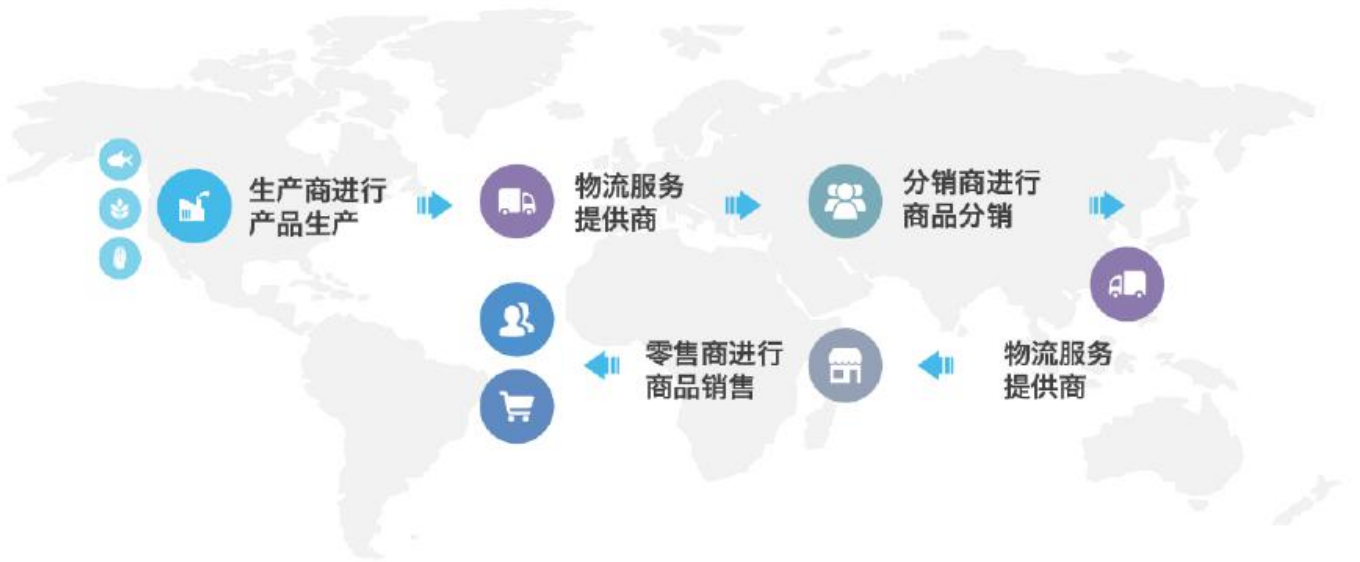 生产商进行
产品生产
物流服务
提供商
分销商进行
商品分销
物流服务
提供商
零售商进行
商品销售